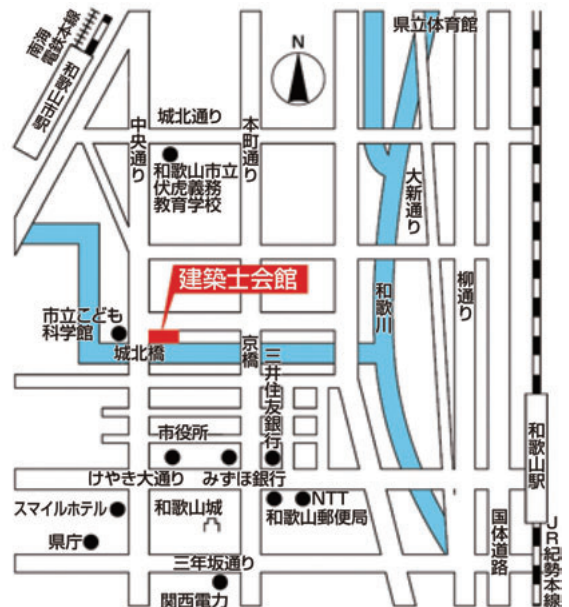 南海
電鉄本線
和歌山市駅
県立体育館
N
城北通り
中央通り
本町通り
和歌山市立
伏虎義務
教育学校
大新通り
建築士会館
和歌川
柳通り
市立こども
科学館
城北橋
京橋
三井住友銀行
市役所
けやき大通り
みずほ銀行
和歌山駅
スマイルホテル
和歌山城
NTT
和歌山郵便局
国体道路
JR紀勢本線
県庁
三年坂通り
関西電力